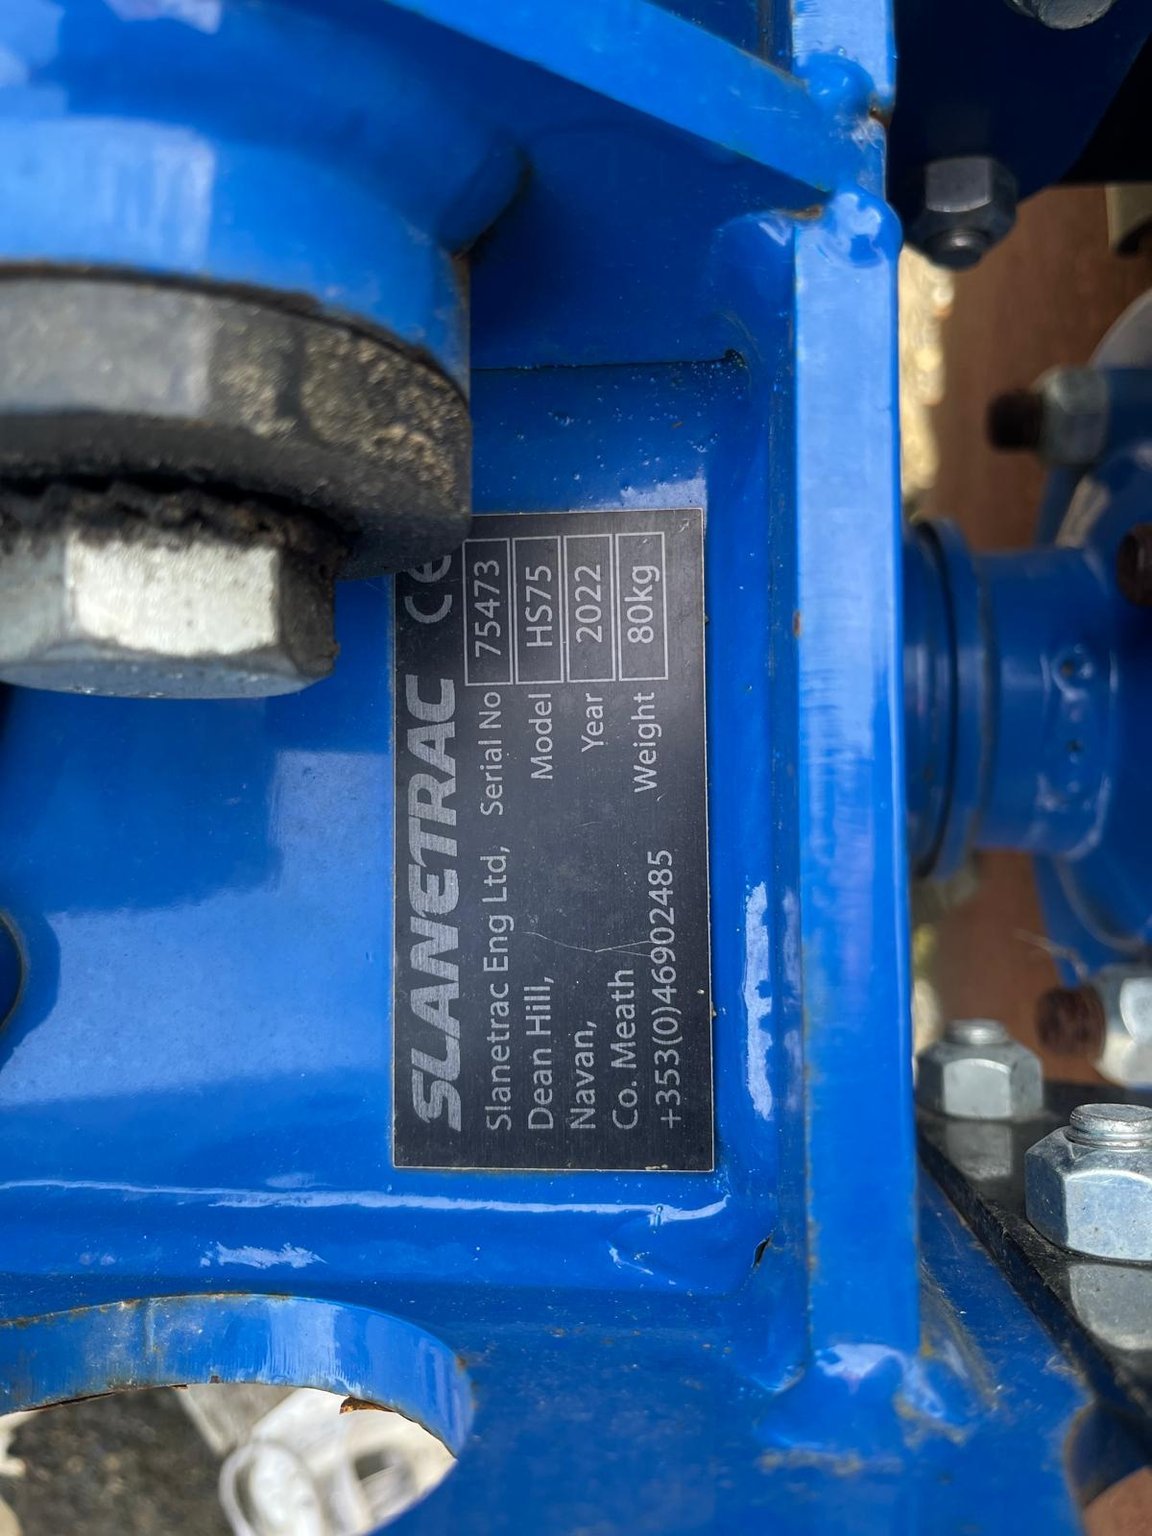 SLANETRAC CE
Slanetrac Eng Ltd, Serial No 75473
Dean Hill, Model HS75
Navan, Year 2022
Co. Meath Weight 80kg
+353(0)46902485